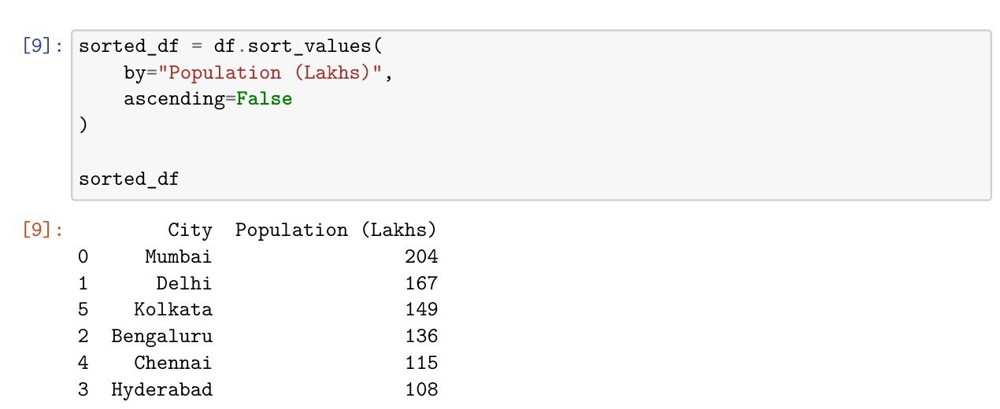 [9]: sorted_df = df.sort_values(
    by="Population (Lakhs)",
    ascending=False
)
sorted_df
[9]: City Population (Lakhs)
0 Mumbai 204
1 Delhi 167
5 Kolkata 149
2 Bengaluru 136
4 Chennai 115
3 Hyderabad 108